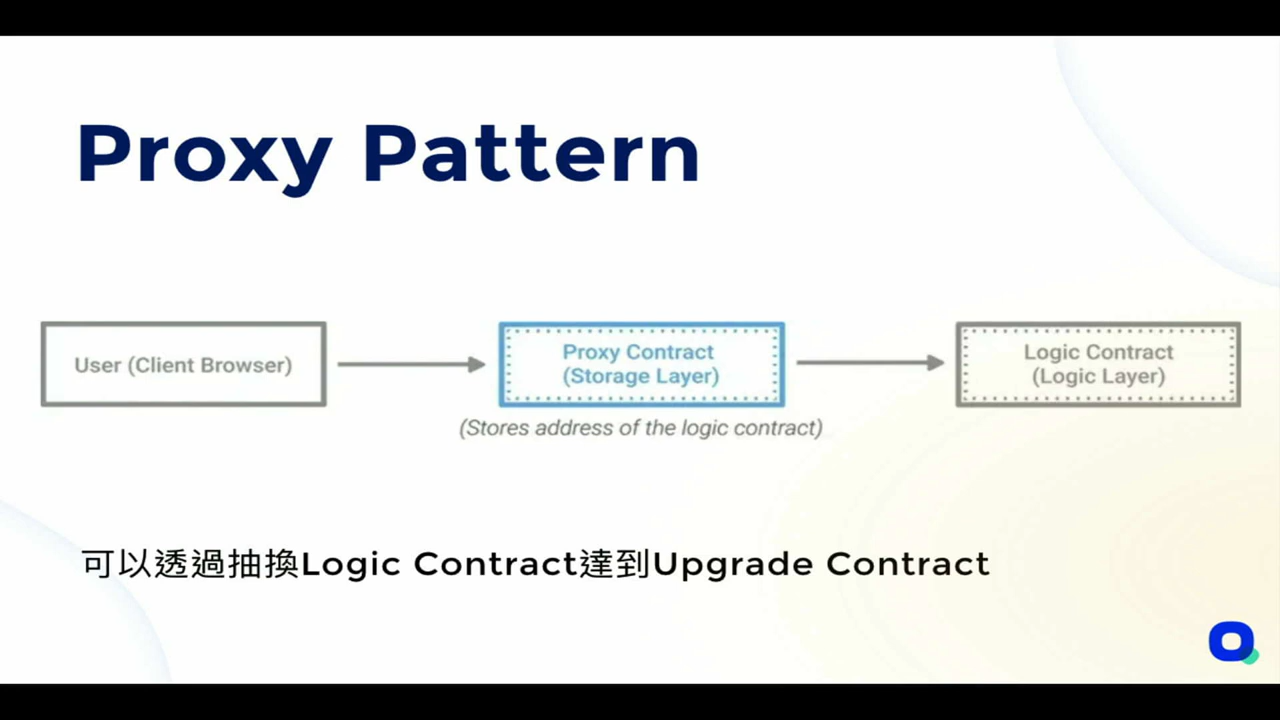 Proxy Pattern
User (Client Browser)
Proxy Contract
(Storage Layer)
(Stores address of the logic contract)
Logic Contract
(Logic Layer)
可以透過抽換Logic Contract達到Upgrade Contract